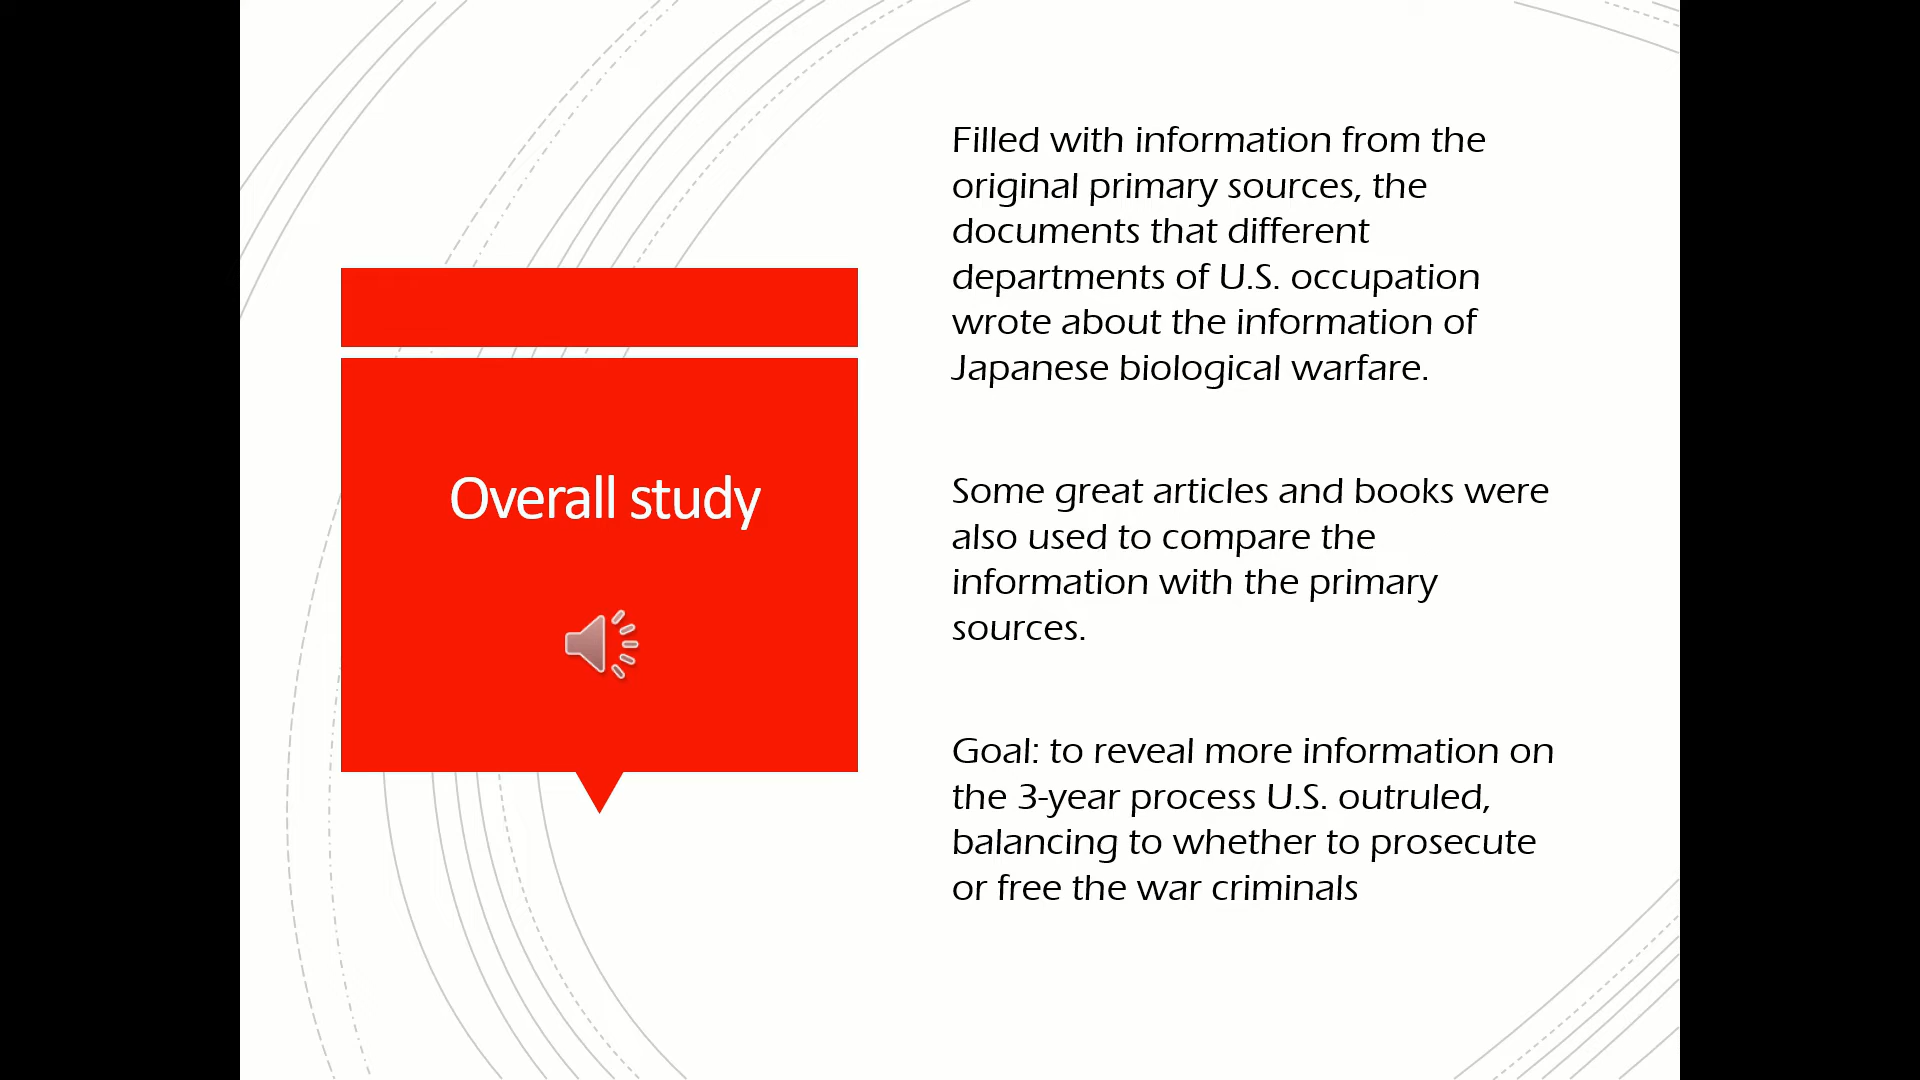 Overall study
Filled with information from the
original primary sources, the
documents that different
departments of U.S. occupation
wrote about the information of
Japanese biological warfare.
Some great articles and books were
also used to compare the
information with the primary
sources.
Goal: to reveal more information on
the 3-year process U.S. outruled,
balancing to whether to prosecute
or free the war criminals